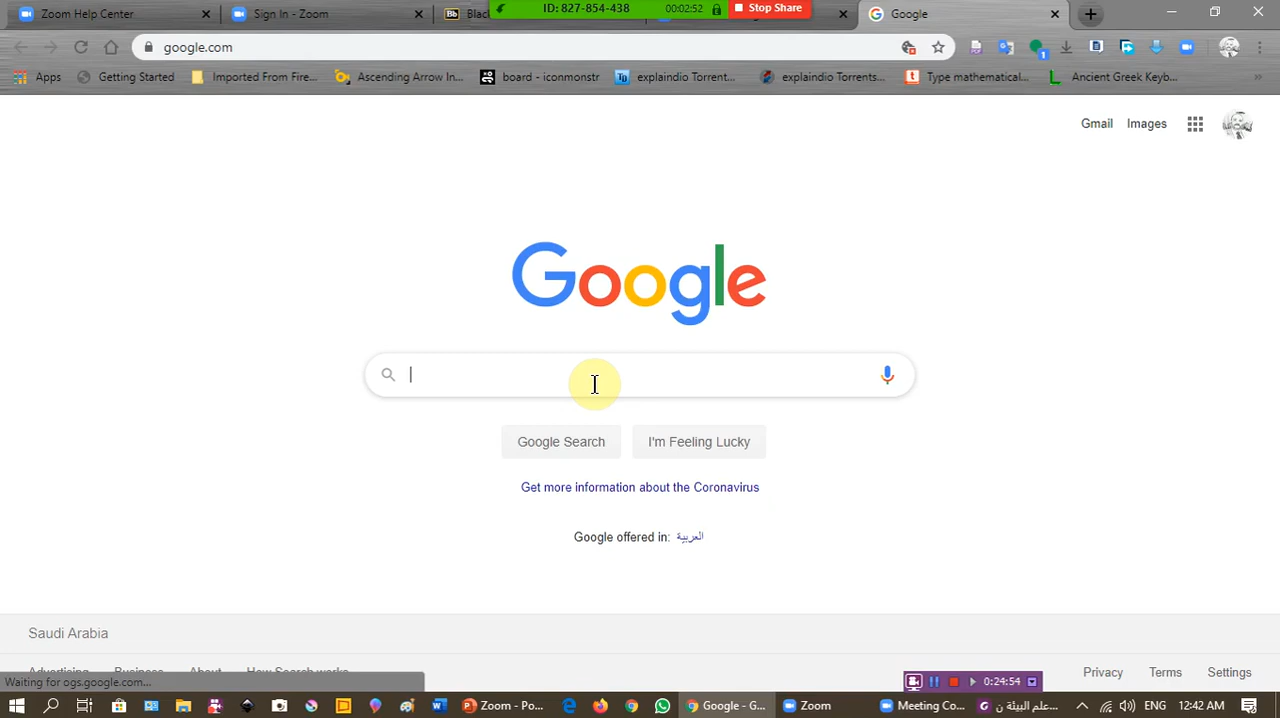 Zoom Help Center
Sign In - Zoom
ID: 827-854-438
00:02:52
Stop Share
Google
google.com
Apps
Getting Started
Imported From Fire...
Ascending Arrow In...
board - iconmonstr
explaindio Torrent...
explaindio Torrents...
Type mathematical...
Ancient Greek Keyb...
Gmail
Images
Google
Google Search
I'm Feeling Lucky
Get more information about the Coronavirus
Google offered in: العربية
Saudi Arabia
Advertising
Business
About
How Search works
Privacy
Terms
Settings
Waiting for ogs.google.com...
0:24:54
Zoom - Po...
Google - G...
Zoom
Meeting Co...
علم البيئة ن...
ENG
12:42 AM